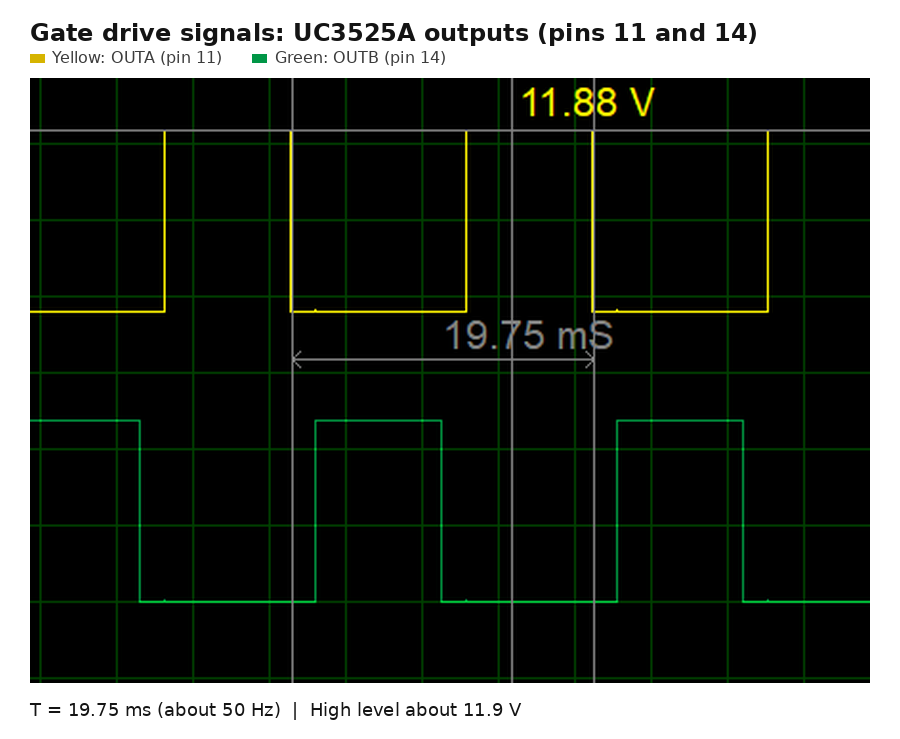 Gate drive signals: UC3525A outputs (pins 11 and 14)
Yellow: OUTA (pin 11) Green: OUTB (pin 14)
11.88 V
19.75 mS
T = 19.75 ms (about 50 Hz) | High level about 11.9 V